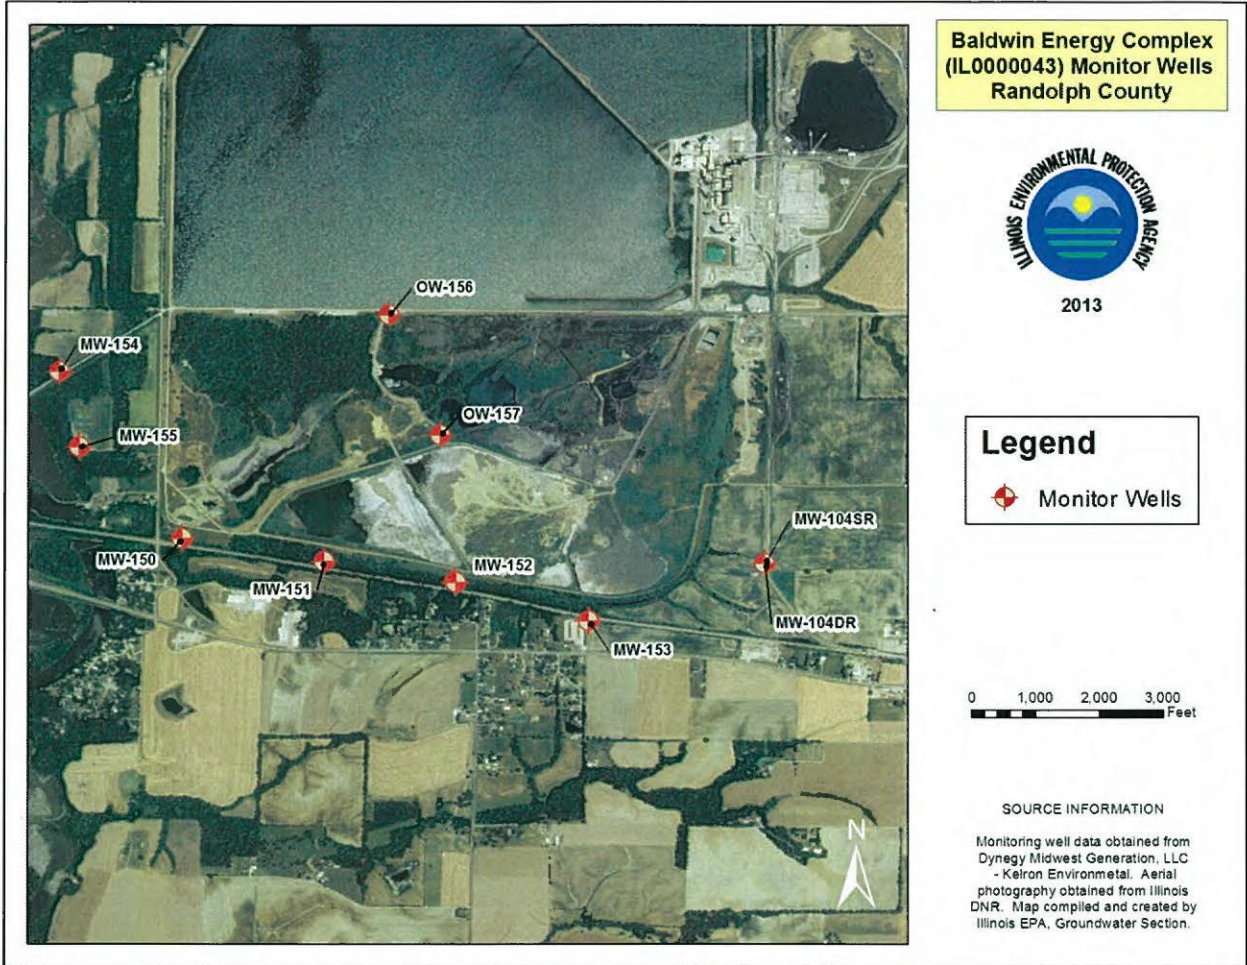 Baldwin Energy Complex
(IL0000043) Monitor Wells
Randolph County
ILLINOIS ENVIRONMENTAL PROTECTION AGENCY
2013
OW-156
MW-154
OW-157
MW-155
Legend
Monitor Wells
MW-104SR
MW-150
MW-152
MW-151
MW-104DR
MW-153
0 1,000 2,000 3,000
Feet
N
SOURCE INFORMATION
Monitoring well data obtained from
Dynegy Midwest Generation, LLC
- Kelron Environmetal. Aerial
photography obtained from Illinois
DNR. Map compiled and created by
Illinois EPA, Groundwater Section.